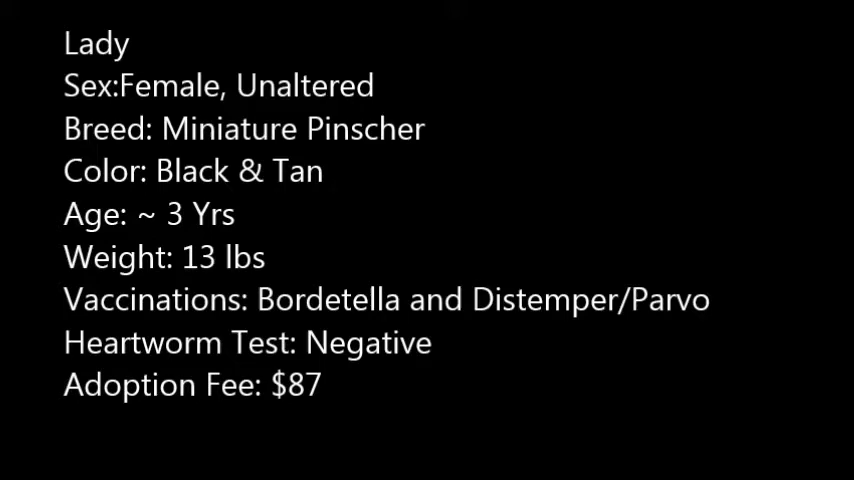 Lady
Sex:Female, Unaltered
Breed: Miniature Pinscher
Color: Black & Tan
Age: ~ 3 Yrs
Weight: 13 lbs
Vaccinations: Bordetella and Distemper/Parvo
Heartworm Test: Negative
Adoption Fee: $87